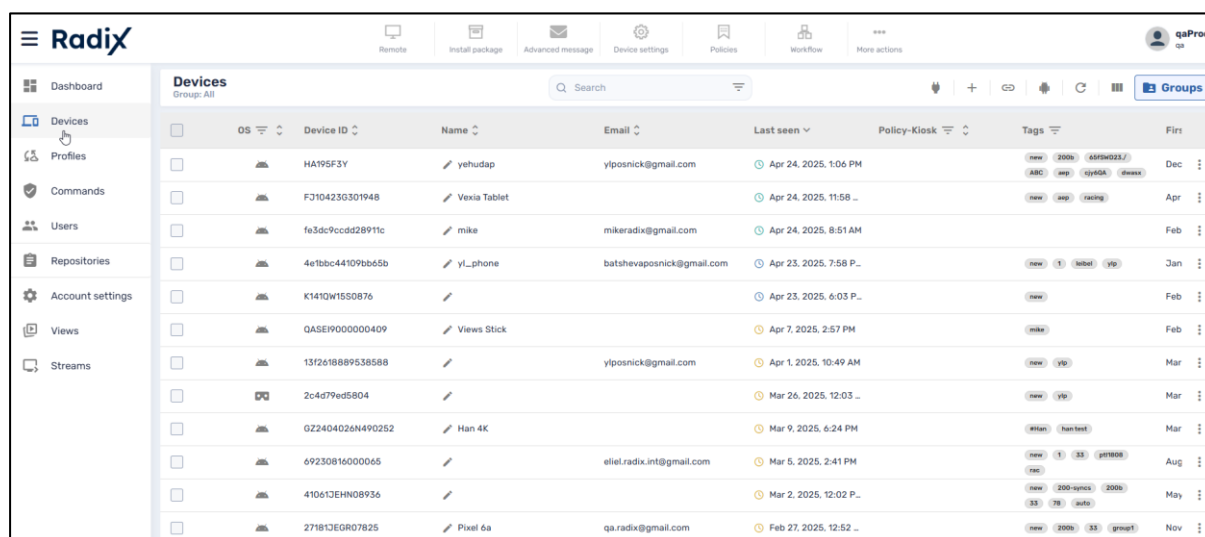 Radix
Remote Install package Advanced message Device settings Policies Workflow More actions
qaProd
qa
Dashboard
Devices
Profiles
Commands
Users
Repositories
Account settings
Views
Streams
Devices
Group: All
Search
Groups
OS Device ID Name Email Last seen Policy-Kiosk Tags Firs
HA195F3Y yehudap ylposnick@gmail.com Apr 24, 2025, 1:06 PM new 200b 65fSWD23./ Dec
ABC aep cjy6QA dwasx
FJ10423G301948 Vexia Tablet Apr 24, 2025, 11:58 … new aep racing Apr
fe3dc9ccdd28911c mike mikeradix@gmail.com Apr 24, 2025, 8:51 AM Feb
4e1bbc44109bb65b yl_phone batshevaposnick@gmail.com Apr 23, 2025, 7:58 P… new 1 leibel ylp Jan
K141QW15S0876 Apr 23, 2025, 6:03 P… new Feb
QASEI9000000409 Views Stick Apr 7, 2025, 2:57 PM mike Feb
13f2618889538588 ylposnick@gmail.com Apr 1, 2025, 10:49 AM new ylp Mar
2c4d79ed5804 Mar 26, 2025, 12:03 … new ylp Mar
GZ2404026N490252 Han 4K Mar 9, 2025, 6:24 PM #Han han test Mar
69230816000065 eliel.radix.int@gmail.com Mar 5, 2025, 2:41 PM new 1 33 ptf1808 Aug
rac
41061JEHN08936 Mar 2, 2025, 12:02 P… new 200-syncs 200b May
33 78 auto
27181JEGR07825 Pixel 6a qa.radix@gmail.com Feb 27, 2025, 12:52 … new 200b 33 group1 Nov